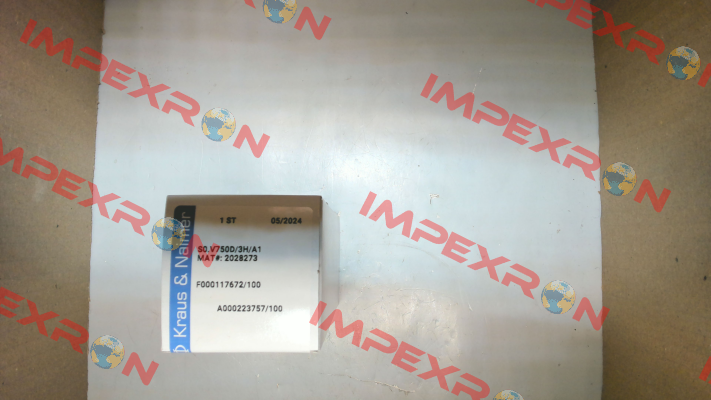 IMPEXRON
IMPEXRON
IMPEXRON
IMPEXRON
IMPEXRON
IMPEXRON
IMPEXRON
IMPEXRON
Kraus & Naimer
1 ST 05/2024
S0.V750D/3H/A1
MAT#: 2028273
F000117672/100
A000223757/100